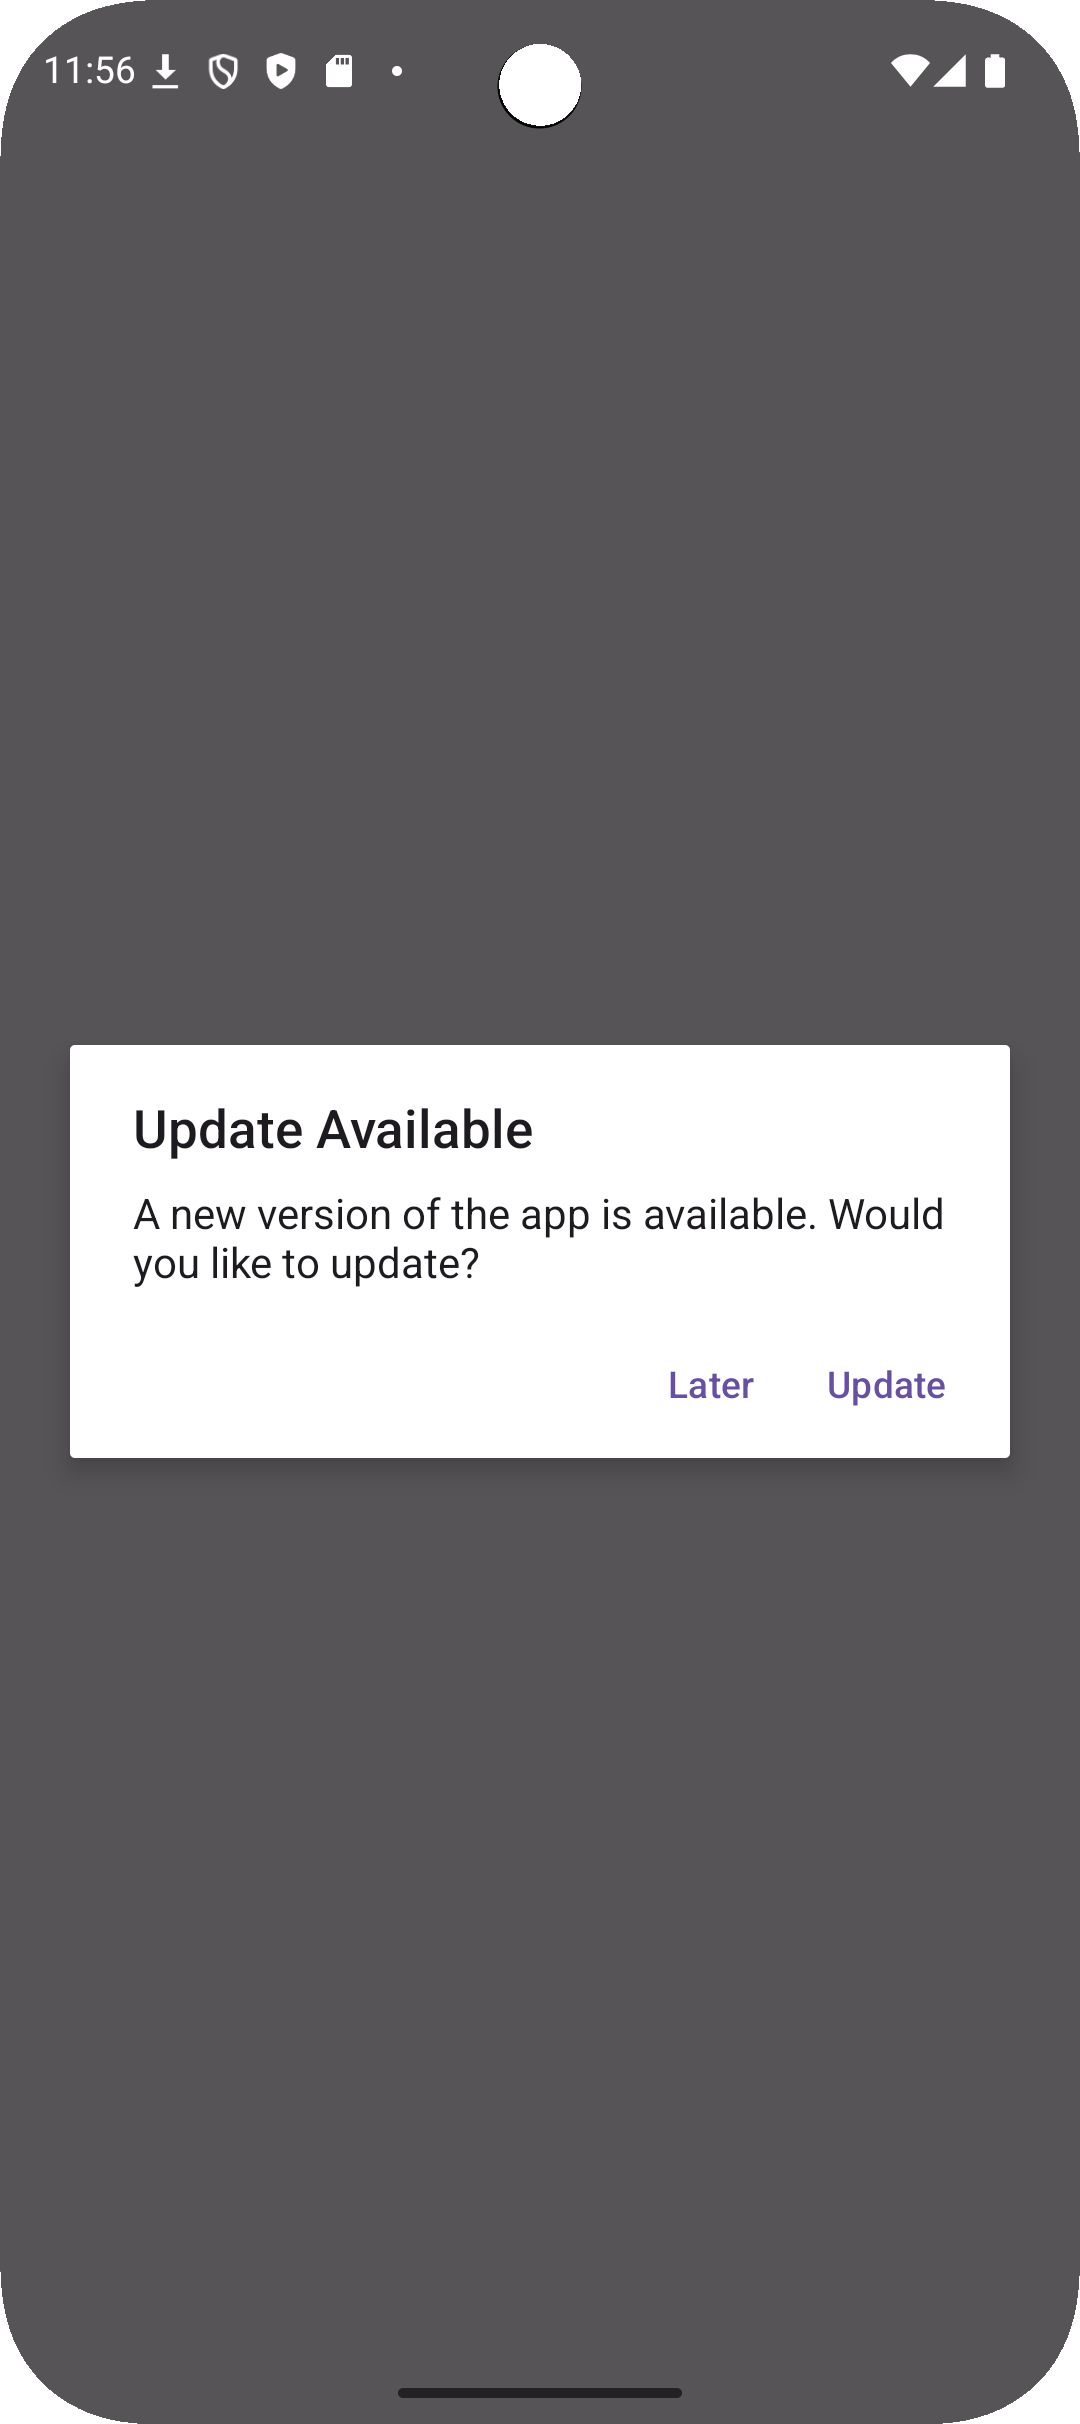 11:56
Update Available
A new version of the app is available. Would
you like to update?
Later Update